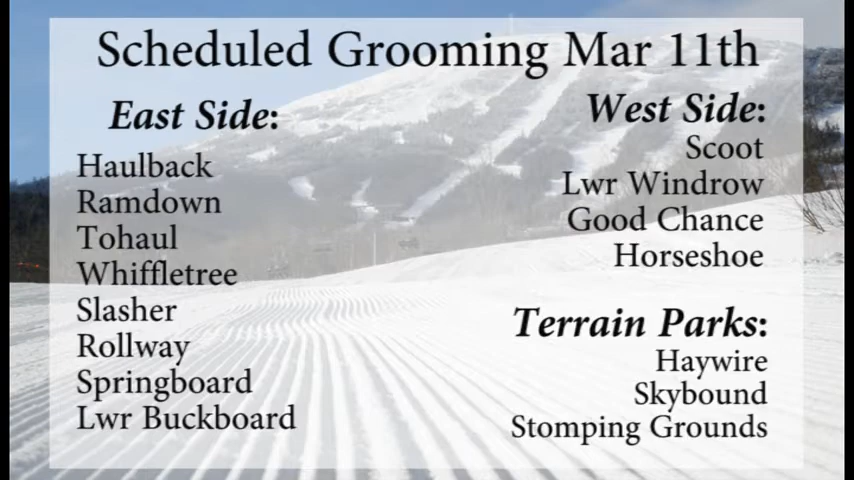 Scheduled Grooming Mar 11th
East Side:
Haulback
Ramdown
Tohaul
Whiffletree
Slasher
Rollway
Springboard
Lwr Buckboard
West Side:
Scoot
Lwr Windrow
Good Chance
Horseshoe
Terrain Parks:
Haywire
Skybound
Stomping Grounds